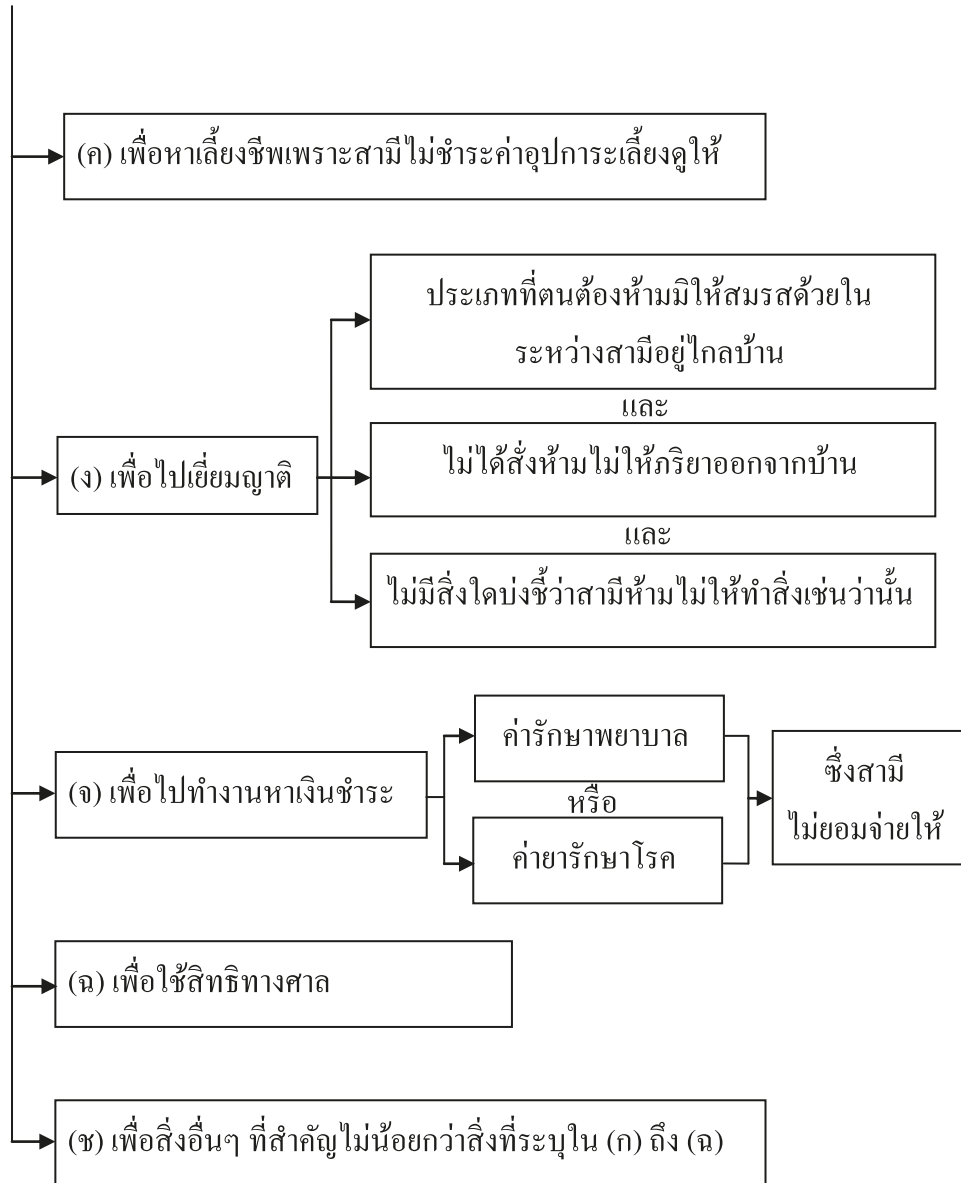 (ค) เพื่อหาเลี้ยงชีพเพราะสามีไม่ชำระค่าอุปการะเลี้ยงดูให้
ประเภทที่ตนต้องห้ามมิให้สมรสด้วยใน
ระหว่างสามีอยู่ไกลบ้าน
และ
(ง) เพื่อไปเยี่ยมญาติ
ไม่ได้สั่งห้ามไม่ให้ภริยาออกจากบ้าน
และ
ไม่มีสิ่งใดบ่งชี้ว่าสามีห้ามไม่ให้ทำสิ่งเช่นว่านั้น
(จ) เพื่อไปทำงานหาเงินชำระ
ค่ารักษาพยาบาล
หรือ
ค่ายารักษาโรค
ซึ่งสามี
ไม่ยอมจ่ายให้
(ฉ) เพื่อใช้สิทธิทางศาล
(ช) เพื่อสิ่งอื่นๆ ที่สำคัญไม่น้อยกว่าสิ่งที่ระบุใน (ก) ถึง (ฉ)